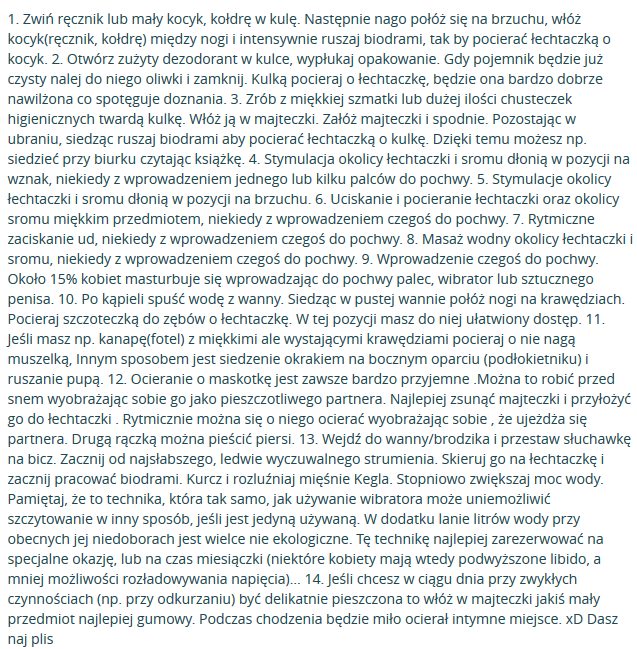 1. Zwiń ręcznik lub mały kocyk, kołdrę w kulę. Następnie nago połóż się na brzuchu, włóż
kocyk(ręcznik, kołdrę) między nogi i intensywnie ruszaj biodrami, tak by pocierać łechtaczką o
kocyk. 2. Otwórz zużyty dezodorant w kulce, wypłukaj opakowanie. Gdy pojemnik będzie już
czysty nalej do niego oliwki i zamknij. Kulką pocieraj o łechtaczkę, będzie ona bardzo dobrze
nawilżona co spotęguje doznania. 3. Zrób z miękkiej szmatki lub dużej ilości chusteczek
higienicznych twardą kulkę. Włóż ją w majteczki. Załóż majteczki i spodnie. Pozostając w
ubraniu, siedząc ruszaj biodrami aby pocierać łechtaczką o kulkę. Dzięki temu możesz np.
siedzieć przy biurku czytając książkę. 4. Stymulacja okolicy łechtaczki i sromu dłonią w pozycji na
wznak, niekiedy z wprowadzeniem jednego lub kilku palców do pochwy. 5. Stymulacje okolicy
łechtaczki i sromu dłonią w pozycji na brzuchu. 6. Uciskanie i pocieranie łechtaczki oraz okolicy
sromu miękkim przedmiotem, niekiedy z wprowadzeniem czegoś do pochwy. 7. Rytmiczne
zaciskanie ud, niekiedy z wprowadzeniem czegoś do pochwy. 8. Masaż wodny okolicy łechtaczki i
sromu, niekiedy z wprowadzeniem czegoś do pochwy. 9. Wprowadzenie czegoś do pochwy.
Około 15% kobiet masturbuje się wprowadzając do pochwy palec, wibrator lub sztucznego
penisa. 10. Po kąpieli spuść wodę z wanny. Siedząc w pustej wannie połóż nogi na krawędziach.
Pocieraj szczoteczką do zębów o łechtaczkę. W tej pozycji masz do niej ułatwiony dostęp. 11.
Jeśli masz np. kanapę(fotel) z miękkimi ale wystającymi krawędziami pocieraj o nie nagą
muszelką, Innym sposobem jest siedzenie okrakiem na bocznym oparciu (podłokietniku) i
ruszanie pupą. 12. Ocieranie o maskotkę jest zawsze bardzo przyjemne .Można to robić przed
snem wyobrażając sobie go jako pieszczotliwego partnera. Najlepiej zsunąć majteczki i przyłożyć
go do łechtaczki . Rytmicznie można się o niego ocierać wyobrażając sobie , że ujeżdża się
partnera. Drugą rączką można pieścić piersi. 13. Wejdź do wanny/brodzika i przestaw słuchawkę
na bicz. Zacznij od najsłabszego, ledwie wyczuwalnego strumienia. Skieruj go na łechtaczkę i
zacznij pracować biodrami. Kurcz i rozluźniaj mięśnie Kegla. Stopniowo zwiększaj moc wody.
Pamiętaj, że to technika, która tak samo, jak używanie wibratora może uniemożliwić
szczytowanie w inny sposób, jeśli jest jedyną używaną. W dodatku lanie litrów wody przy
obecnych jej niedoborach jest wielce nie ekologiczne. Tę technikę najlepiej zarezerwować na
specjalne okazję, lub na czas miesiączki (niektóre kobiety mają wtedy podwyższone libido, a
mniej możliwości rozładowywania napięcia)... 14. Jeśli chcesz w ciągu dnia przy zwykłych
czynnościach (np. przy odkurzaniu) być delikatnie pieszczona to włóż w majteczki jakiś mały
przedmiot najlepiej gumowy. Podczas chodzenia będzie miło ocierał intymne miejsce. xD Dasz
naj plis